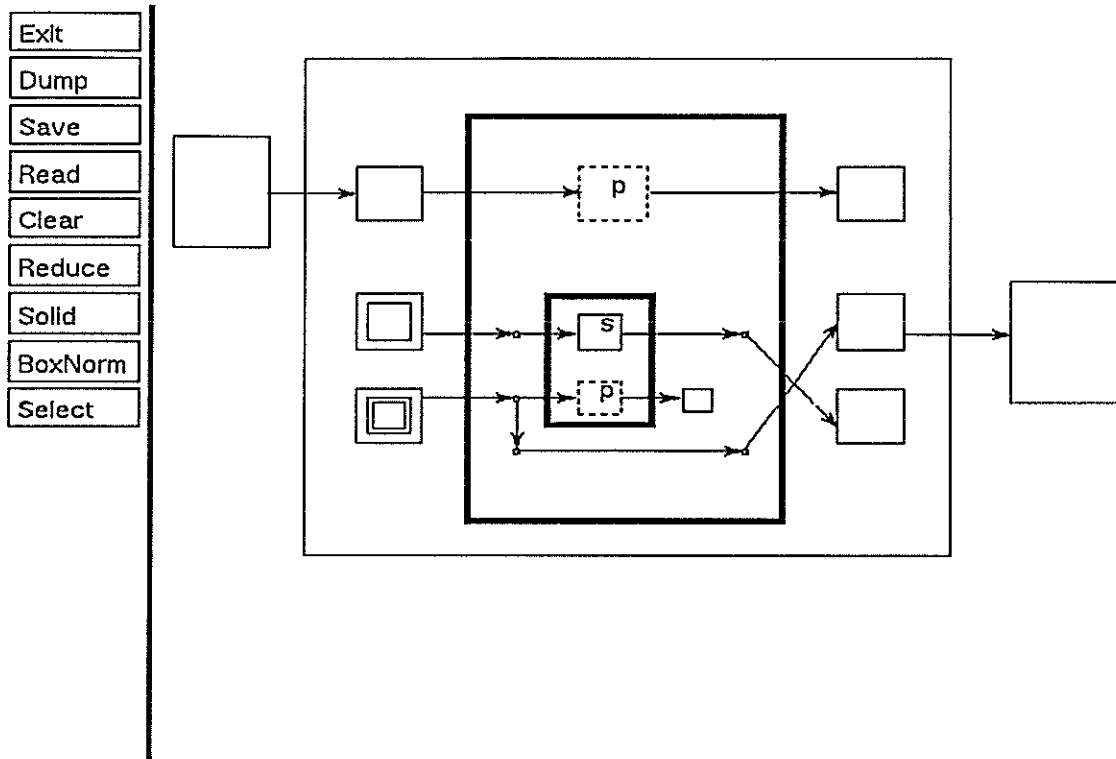 Exit
Dump
Save
Read
Clear
Reduce
Solid
BoxNorm
Select
p
s
p